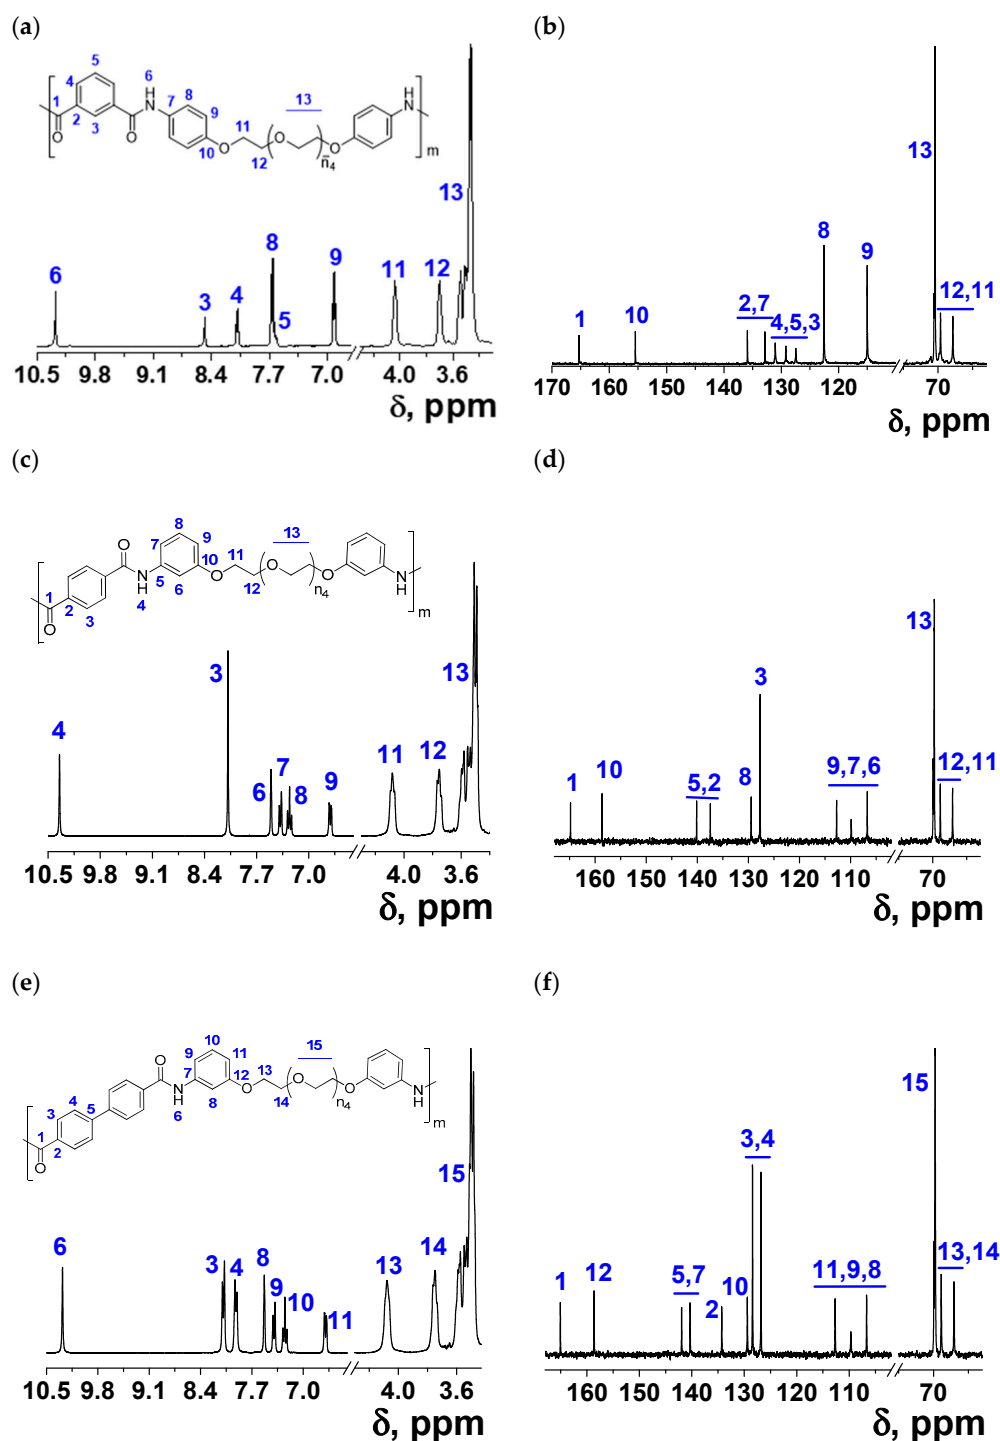 (a)
5
4
6
O
NH
1
2
3
O
O
7
8
9
10
O
11
12
O
13
n̄4
O
HN
m
6
3
4
8
5
9
11
12
13
10.5 9.8 9.1 8.4 7.7 7.0 4.0 3.6
δ, ppm
(b)
13
8
9
12,11
1
10
2,7
4,5,3
170 160 150 140 130 120 70
δ, ppm
(c)
O
8
7
9
10
5
6
N
H
4
1
2
3
O
O
11
12
O
13
n4
O
NH
m
4
3
6
7
8
9
11
12
13
10.5 9.8 9.1 8.4 7.7 7.0 4.0 3.6
δ, ppm
(d)
13
3
1
10
5,2
8
9,7,6
12,11
160 150 140 130 120 110 70
δ, ppm
(e)
O
10
9
11
12
7
8
N
H
6
4
3
5
1
2
O
O
13
14
O
15
n4
O
NH
m
6
3
4
8
9
10
11
13
14
15
10.5 9.8 9.1 8.4 7.7 7.0 4.0 3.6
δ, ppm
(f)
15
3,4
1
12
5,7
2
10
11,9,8
13,14
160 150 140 130 120 110 70
δ, ppm